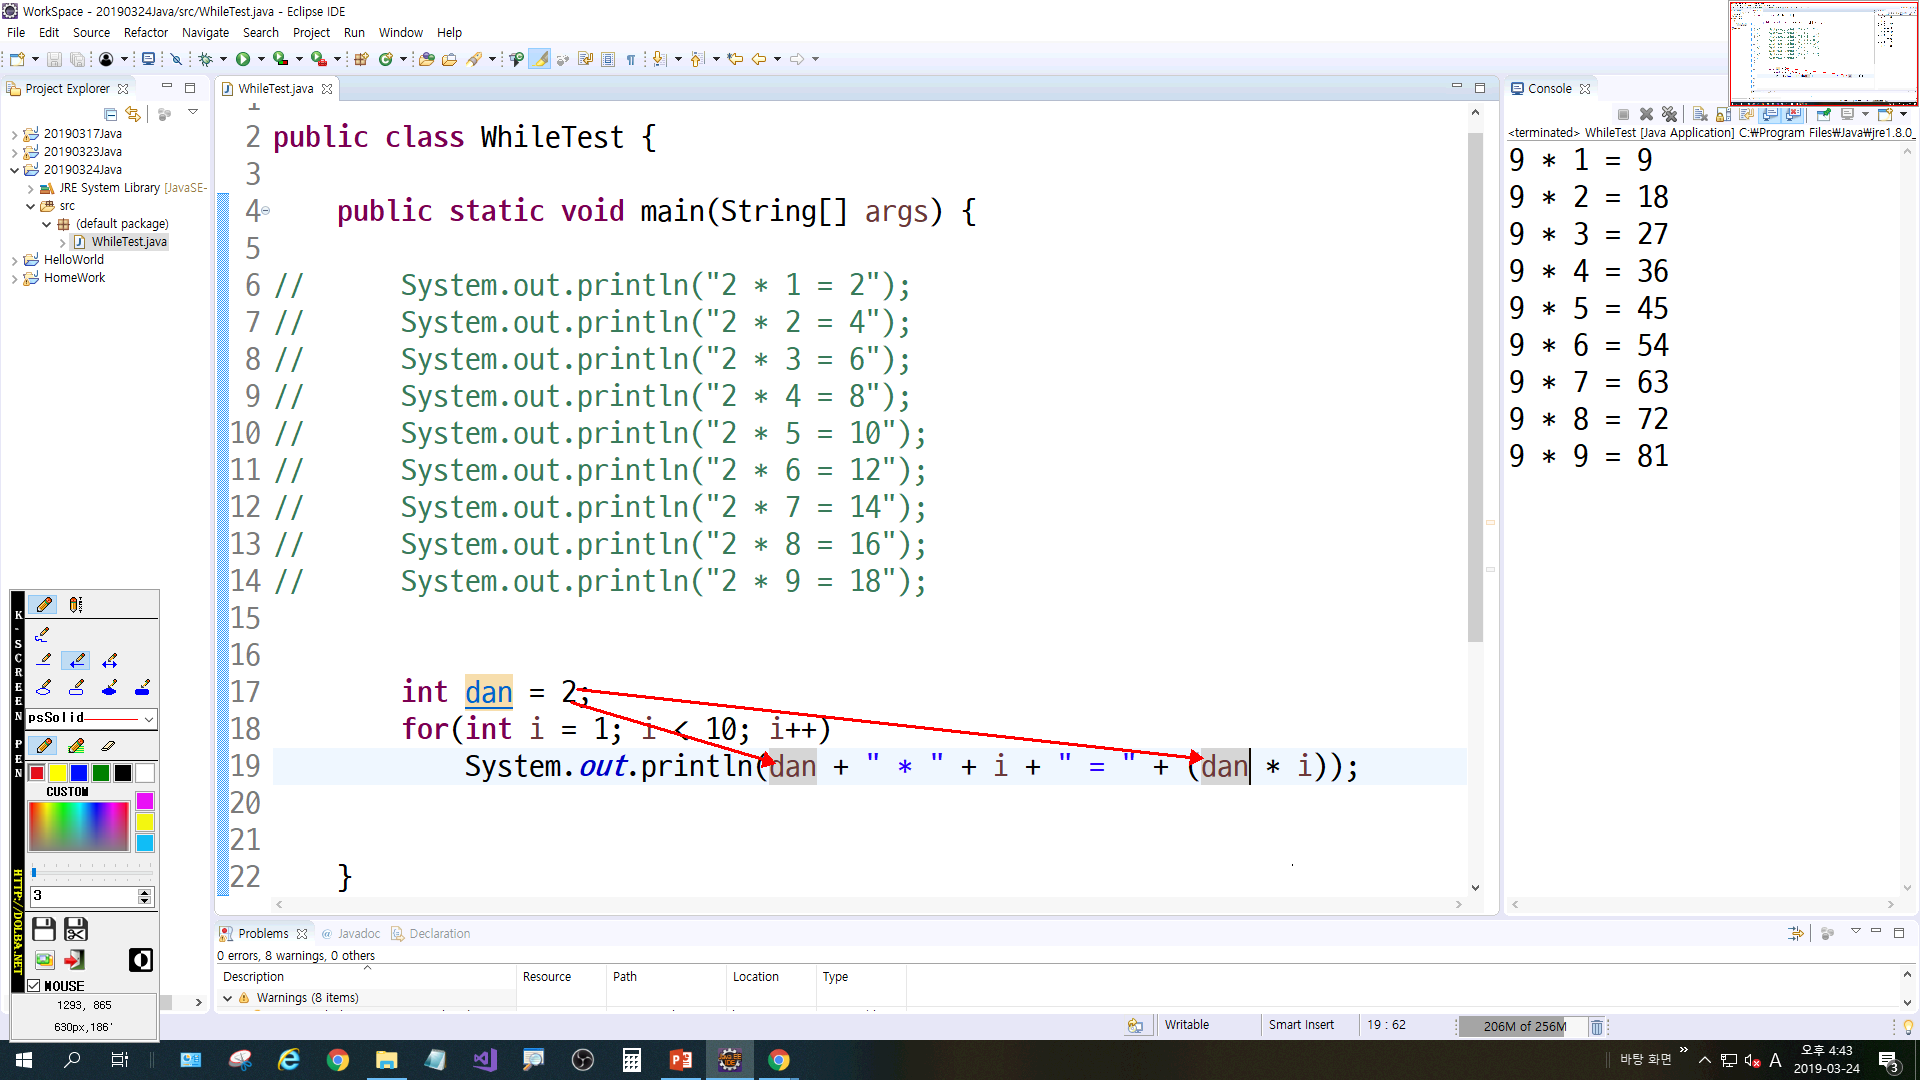 WorkSpace - 20190324Java/src/WhileTest.java - Eclipse IDE
File Edit Source Refactor Navigate Search Project Run Window Help
Project Explorer
20190317Java
20190323Java
20190324Java
JRE System Library [JavaSE-
src
(default package)
WhileTest.java
HelloWorld
HomeWork
WhileTest.java
1
2 public class WhileTest {
3
4 public static void main(String[] args) {
5
6 // System.out.println("2 * 1 = 2");
7 // System.out.println("2 * 2 = 4");
8 // System.out.println("2 * 3 = 6");
9 // System.out.println("2 * 4 = 8");
10 // System.out.println("2 * 5 = 10");
11 // System.out.println("2 * 6 = 12");
12 // System.out.println("2 * 7 = 14");
13 // System.out.println("2 * 8 = 16");
14 // System.out.println("2 * 9 = 18");
15
16
17 int dan = 2;
18 for(int i = 1; i < 10; i++)
19 System.out.println(dan + " * " + i + " = " + (dan * i));
20
21
22 }
Console
<terminated> WhileTest [Java Application] C:₩Program Files₩Java₩jre1.8.0_
9 * 1 = 9
9 * 2 = 18
9 * 3 = 27
9 * 4 = 36
9 * 5 = 45
9 * 6 = 54
9 * 7 = 63
9 * 8 = 72
9 * 9 = 81
K-SCREEN PEN
HTTP://DOLBA.NET
psSolid
CUSTOM
3
MOUSE
1293, 865
630px,186'
Problems @ Javadoc Declaration
0 errors, 8 warnings, 0 others
Description Resource Path Location Type
Warnings (8 items)
Writable Smart Insert 19 : 62 206M of 256M
바탕 화면 » A 오후 4:43
2019-03-24
3